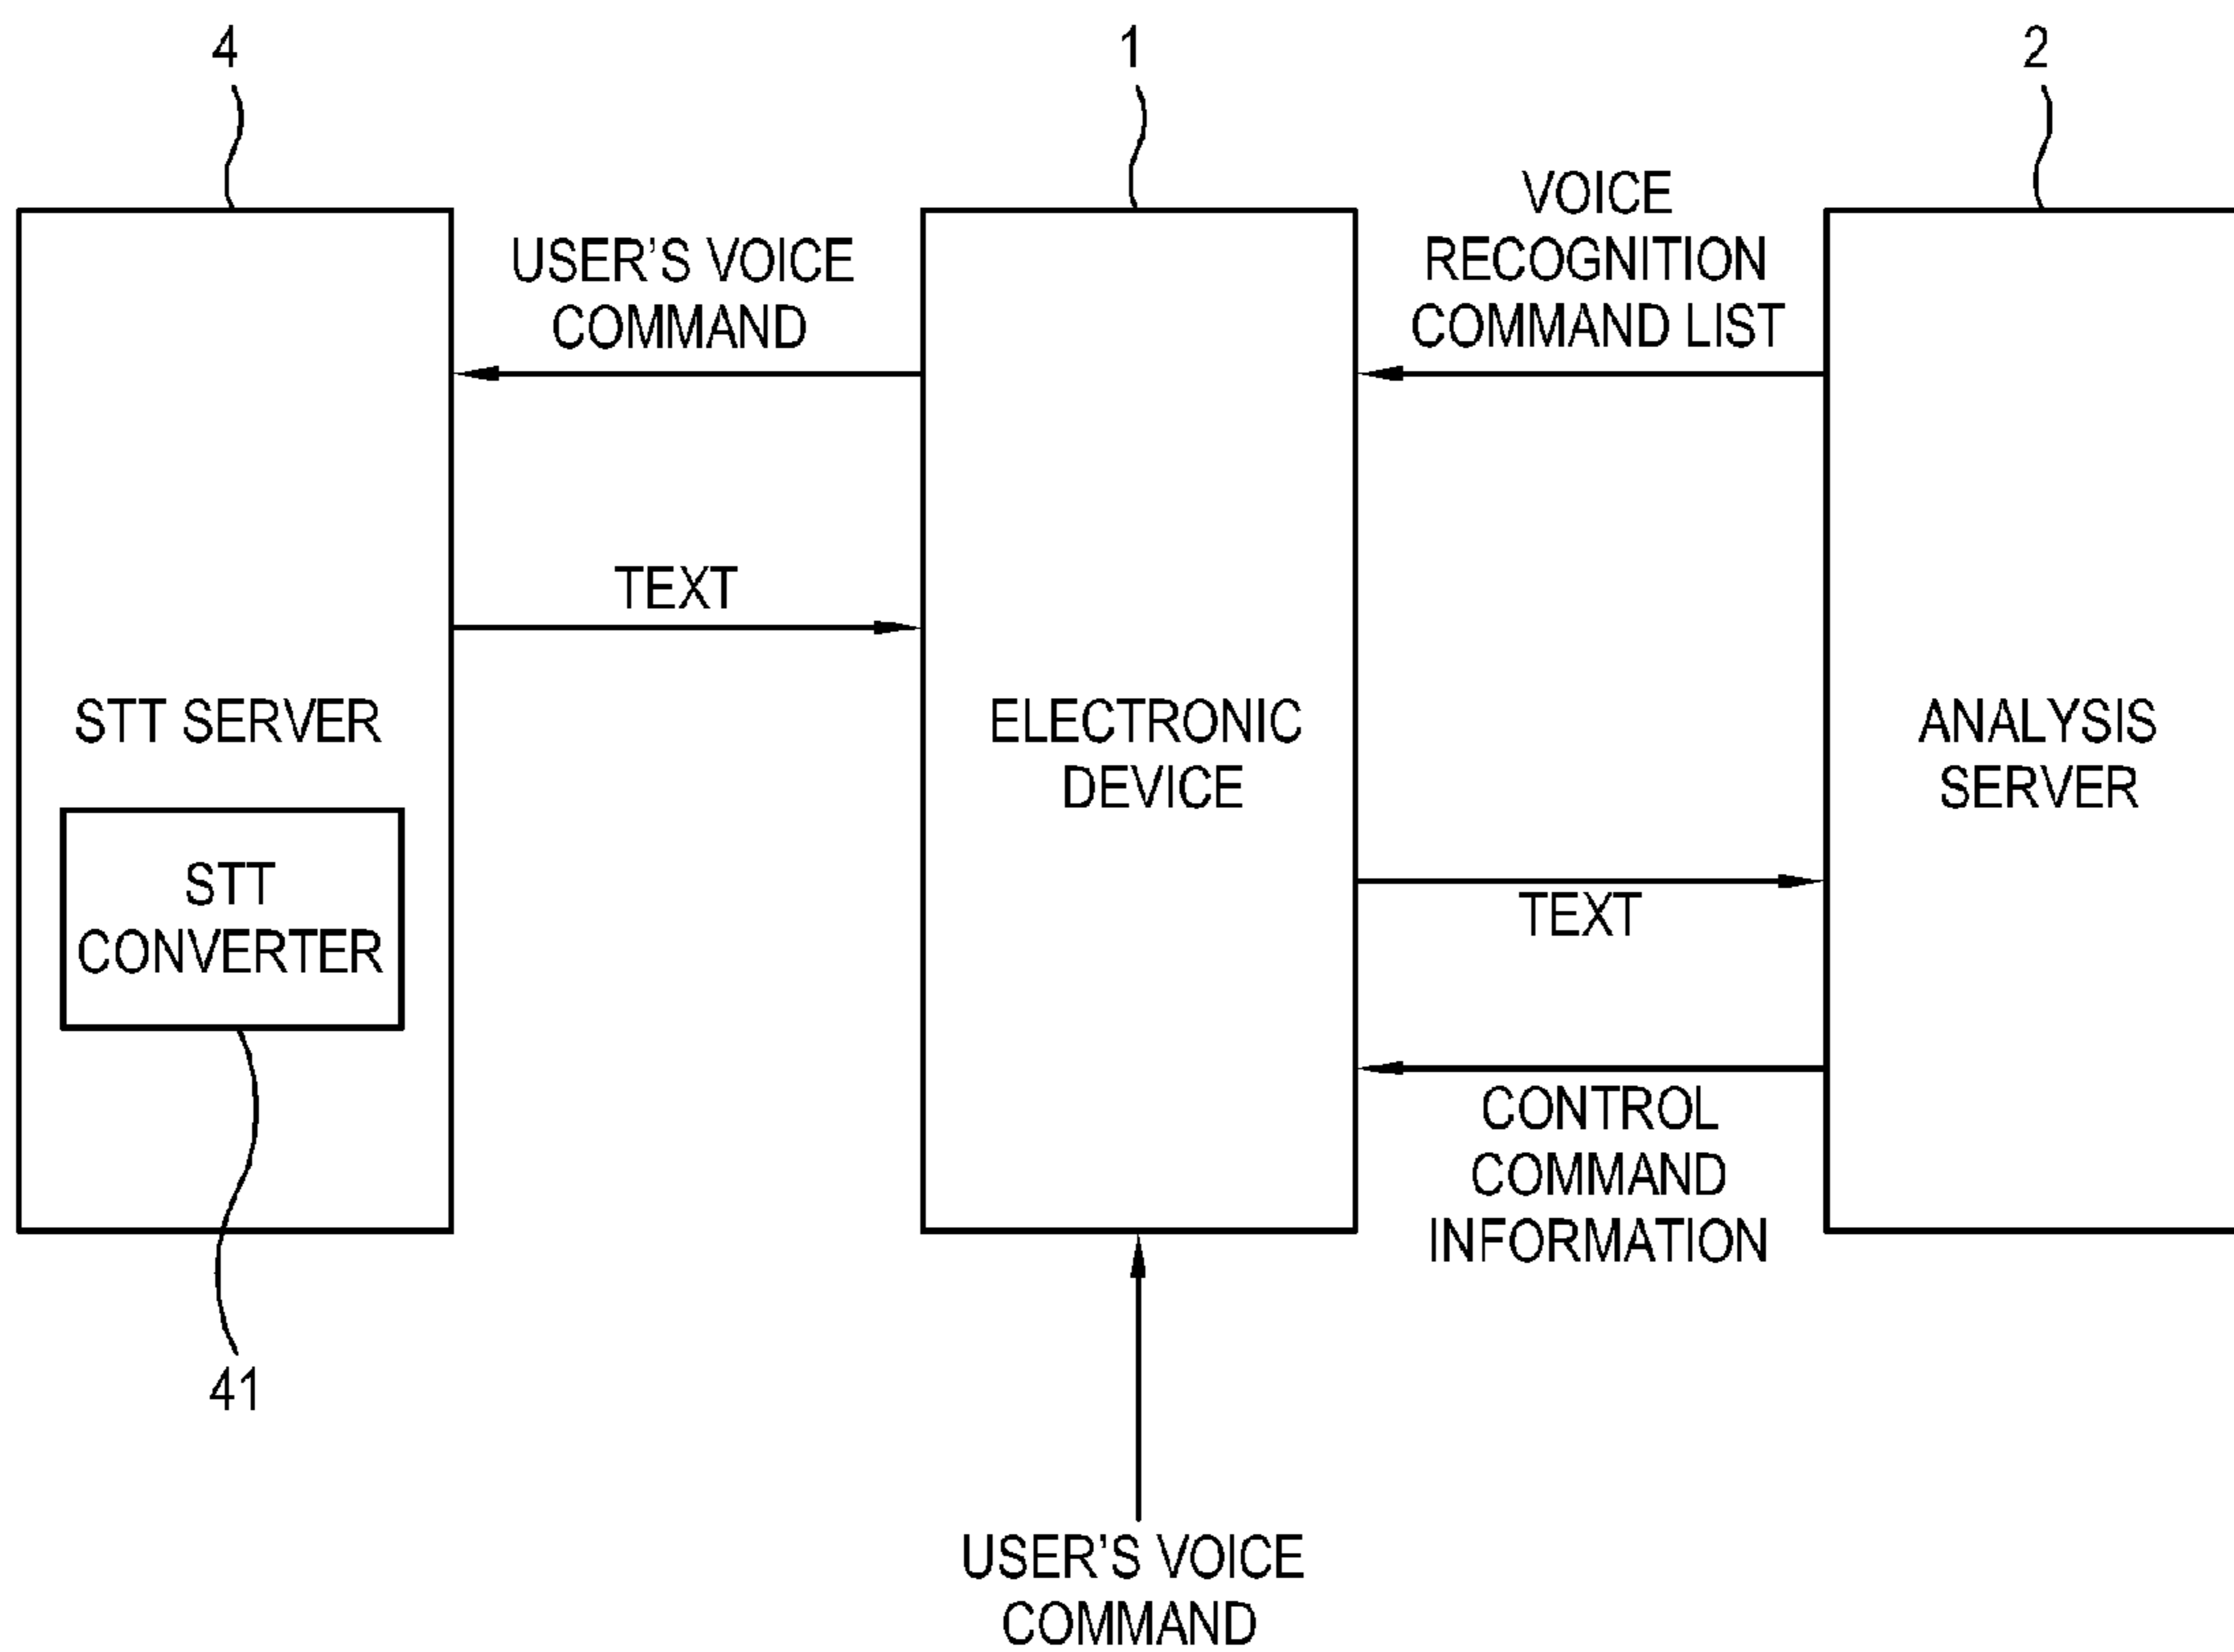 4
1
2
USER'S VOICE
COMMAND
VOICE
RECOGNITION
COMMAND LIST
TEXT
STT SERVER
STT
CONVERTER
41
ELECTRONIC
DEVICE
ANALYSIS
SERVER
TEXT
CONTROL
COMMAND
INFORMATION
USER'S VOICE
COMMAND